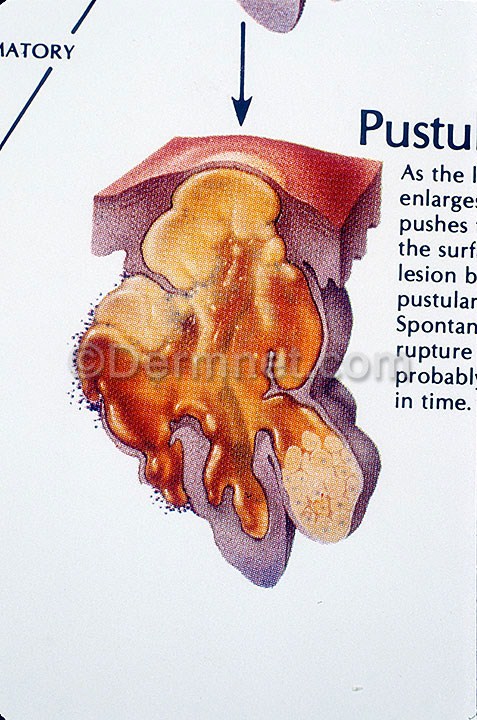 MATORY
Pustu
As the l
enlarges
pushes t
the surf
lesion b
pustular
Spontan
rupture
probably
in time.
©Dermnet.com